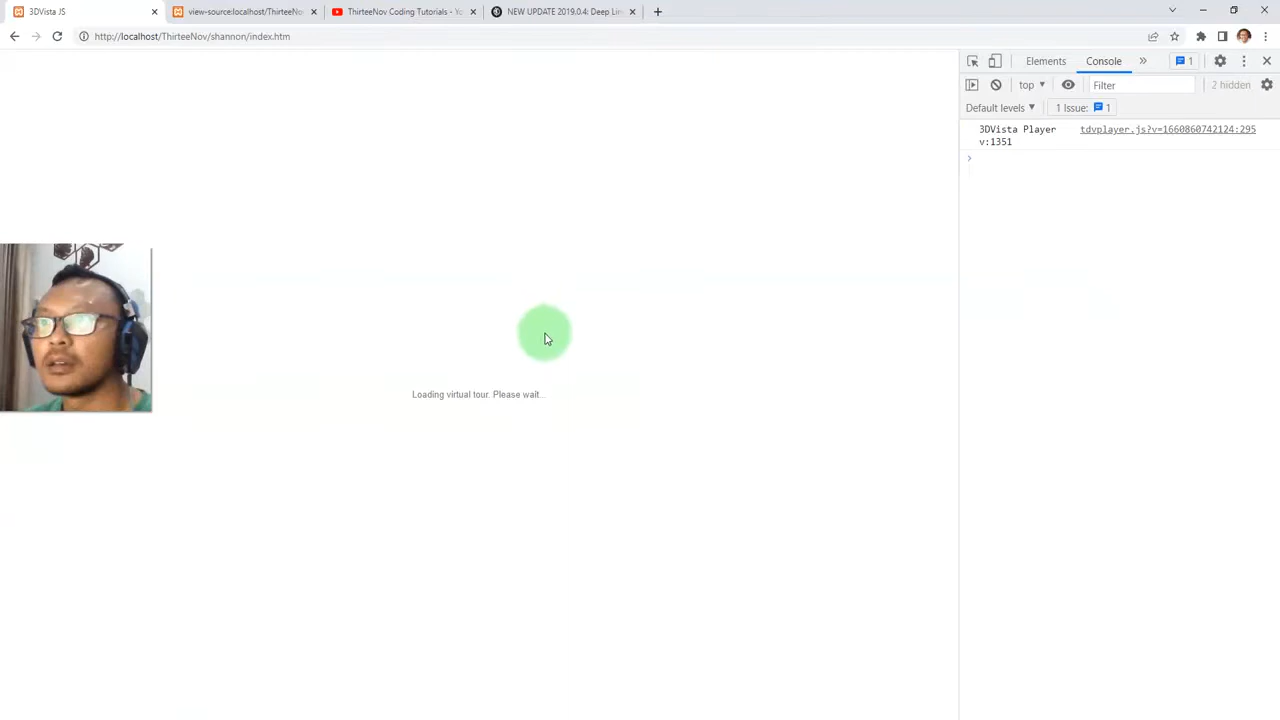 3DVista JS
view-source:localhost/ThirteeNo
ThirteeNov Coding Tutorials - Yo
NEW UPDATE 2019.0.4: Deep Lin
http://localhost/ThirteeNov/shannon/index.htm
Elements
Console
1
top
Filter
2 hidden
Default levels
1 Issue:
1
3DVista Player
tdvplayer.js?v=1660860742124:295
v:1351
Loading virtual tour. Please wait...